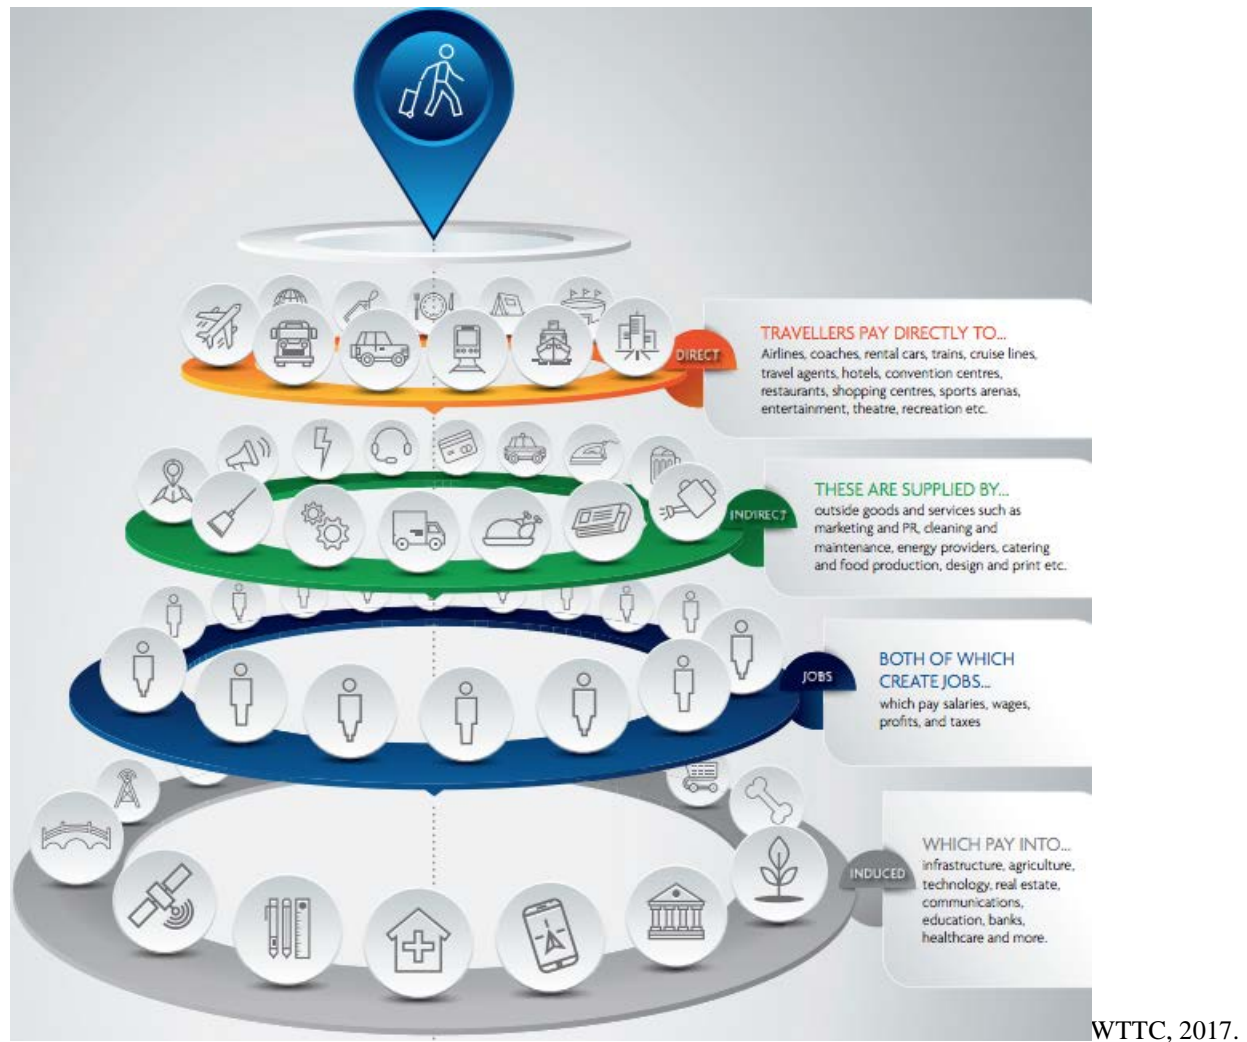 DIRECT
TRAVELLERS PAY DIRECTLY TO...
Airlines, coaches, rental cars, trains, cruise lines,
travel agents, hotels, convention centres,
restaurants, shopping centres, sports arenas,
entertainment, theatre, recreation etc.
INDIRECT
THESE ARE SUPPLIED BY...
outside goods and services such as
marketing and PR, cleaning and
maintenance, energy providers, catering
and food production, design and print etc.
JOBS
BOTH OF WHICH
CREATE JOBS...
which pay salaries, wages,
profits, and taxes
INDUCED
WHICH PAY INTO...
infrastructure, agriculture,
technology, real estate,
communications,
education, banks,
healthcare and more.
WTTC, 2017.